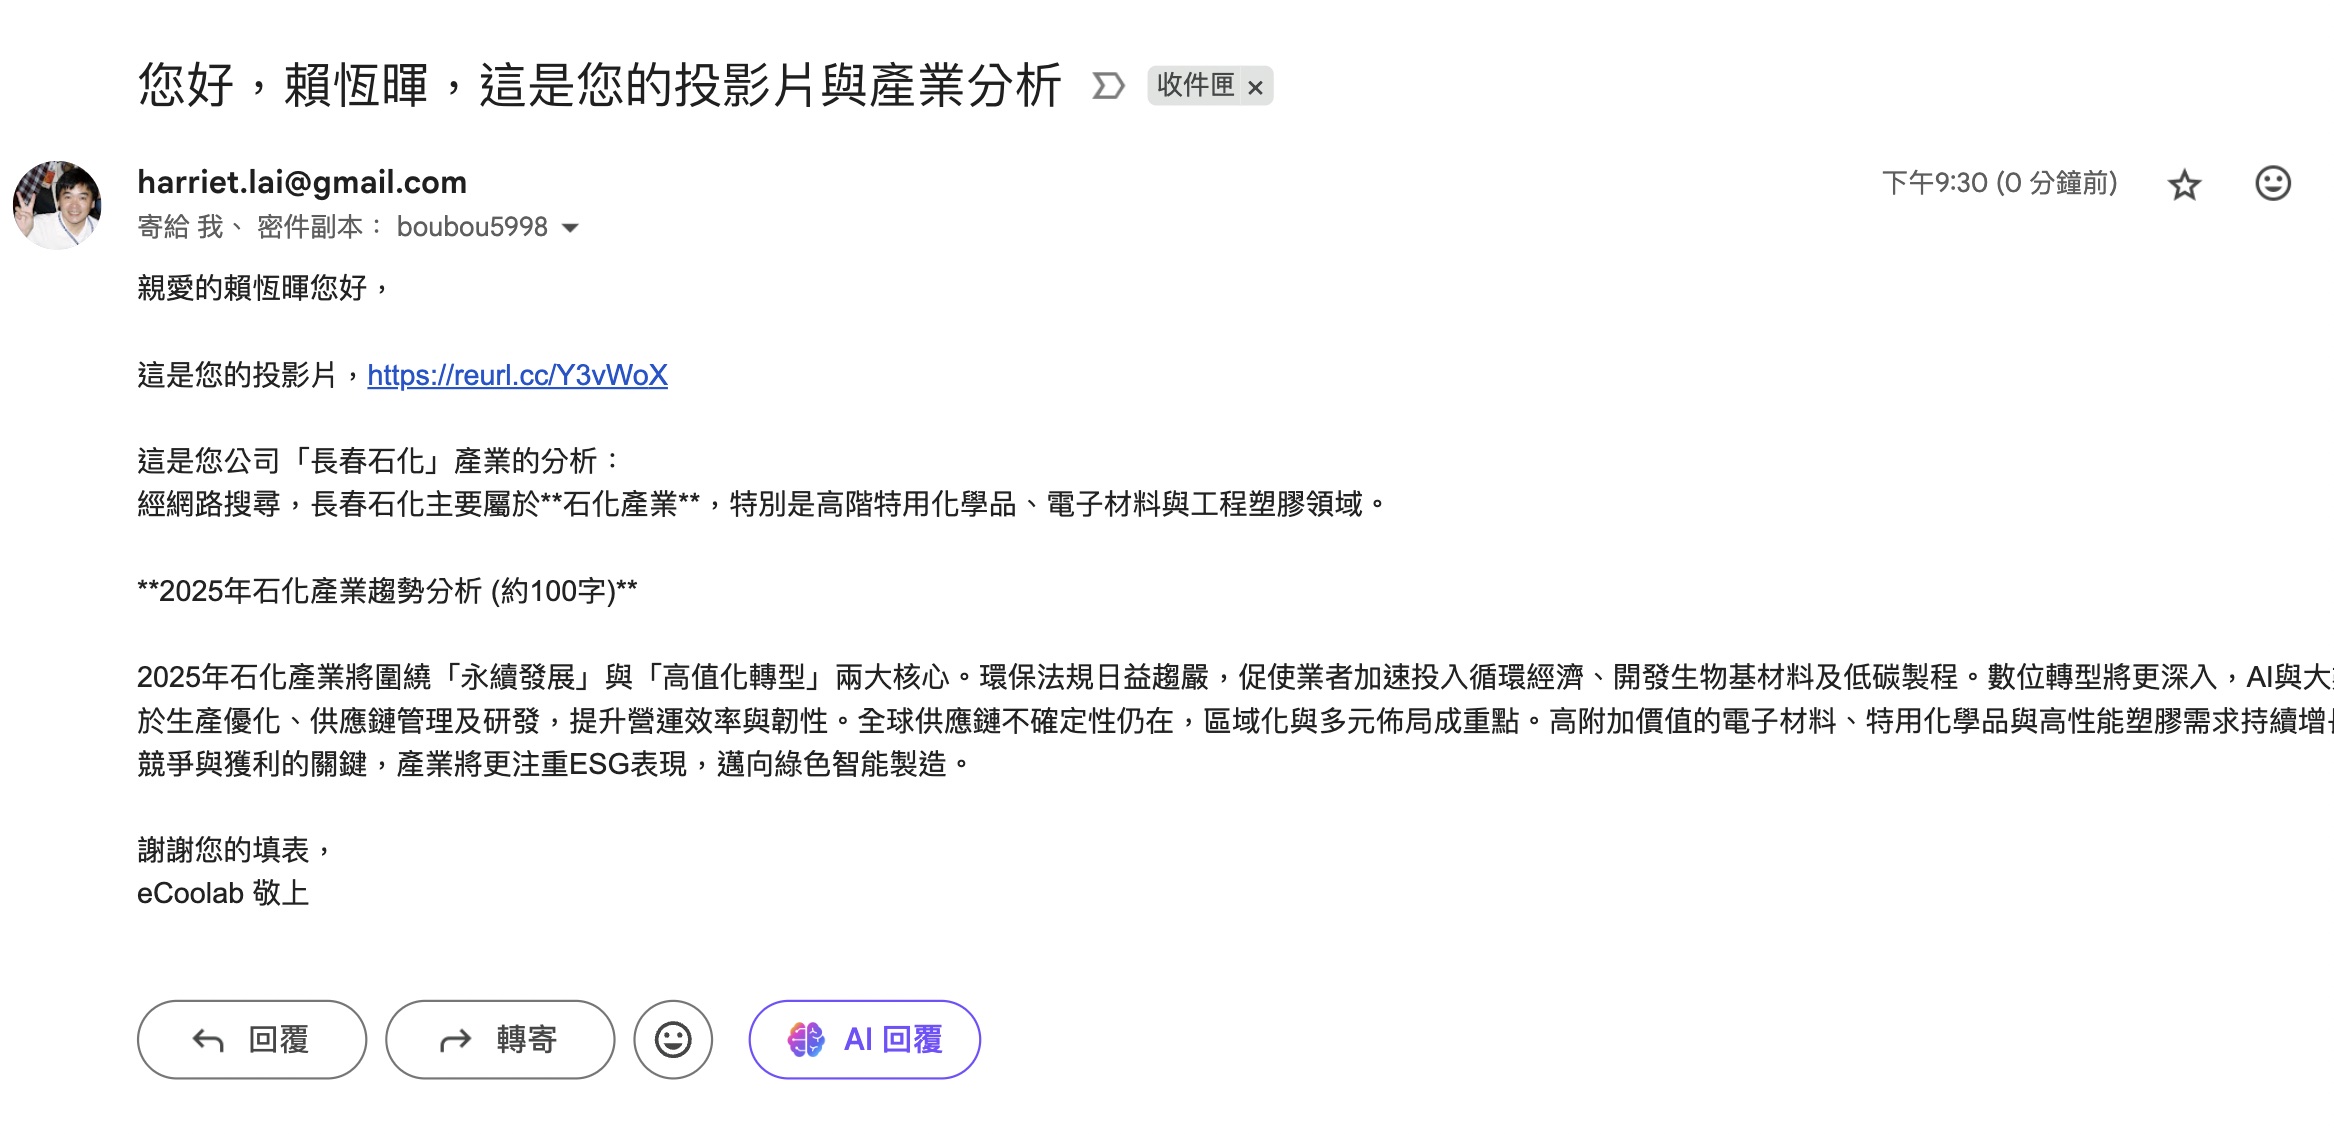 您好，賴恆暉，這是您的投影片與產業分析 收件匣 ×
harriet.lai@gmail.com 下午9:30 (0 分鐘前)
寄給 我、 密件副本： boubou5998
親愛的賴恆暉您好，
這是您的投影片，https://reurl.cc/Y3vWoX
這是您公司「長春石化」產業的分析：
經網路搜尋，長春石化主要屬於**石化產業**，特別是高階特用化學品、電子材料與工程塑膠領域。
**2025年石化產業趨勢分析 (約100字)**
2025年石化產業將圍繞「永續發展」與「高值化轉型」兩大核心。環保法規日益趨嚴，促使業者加速投入循環經濟、開發生物基材料及低碳製程。數位轉型將更深入，AI與大
於生產優化、供應鏈管理及研發，提升營運效率與韌性。全球供應鏈不確定性仍在，區域化與多元佈局成重點。高附加價值的電子材料、特用化學品與高性能塑膠需求持續增
競爭與獲利的關鍵，產業將更注重ESG表現，邁向綠色智能製造。
謝謝您的填表，
eCoolab 敬上
回覆 轉寄 AI 回覆